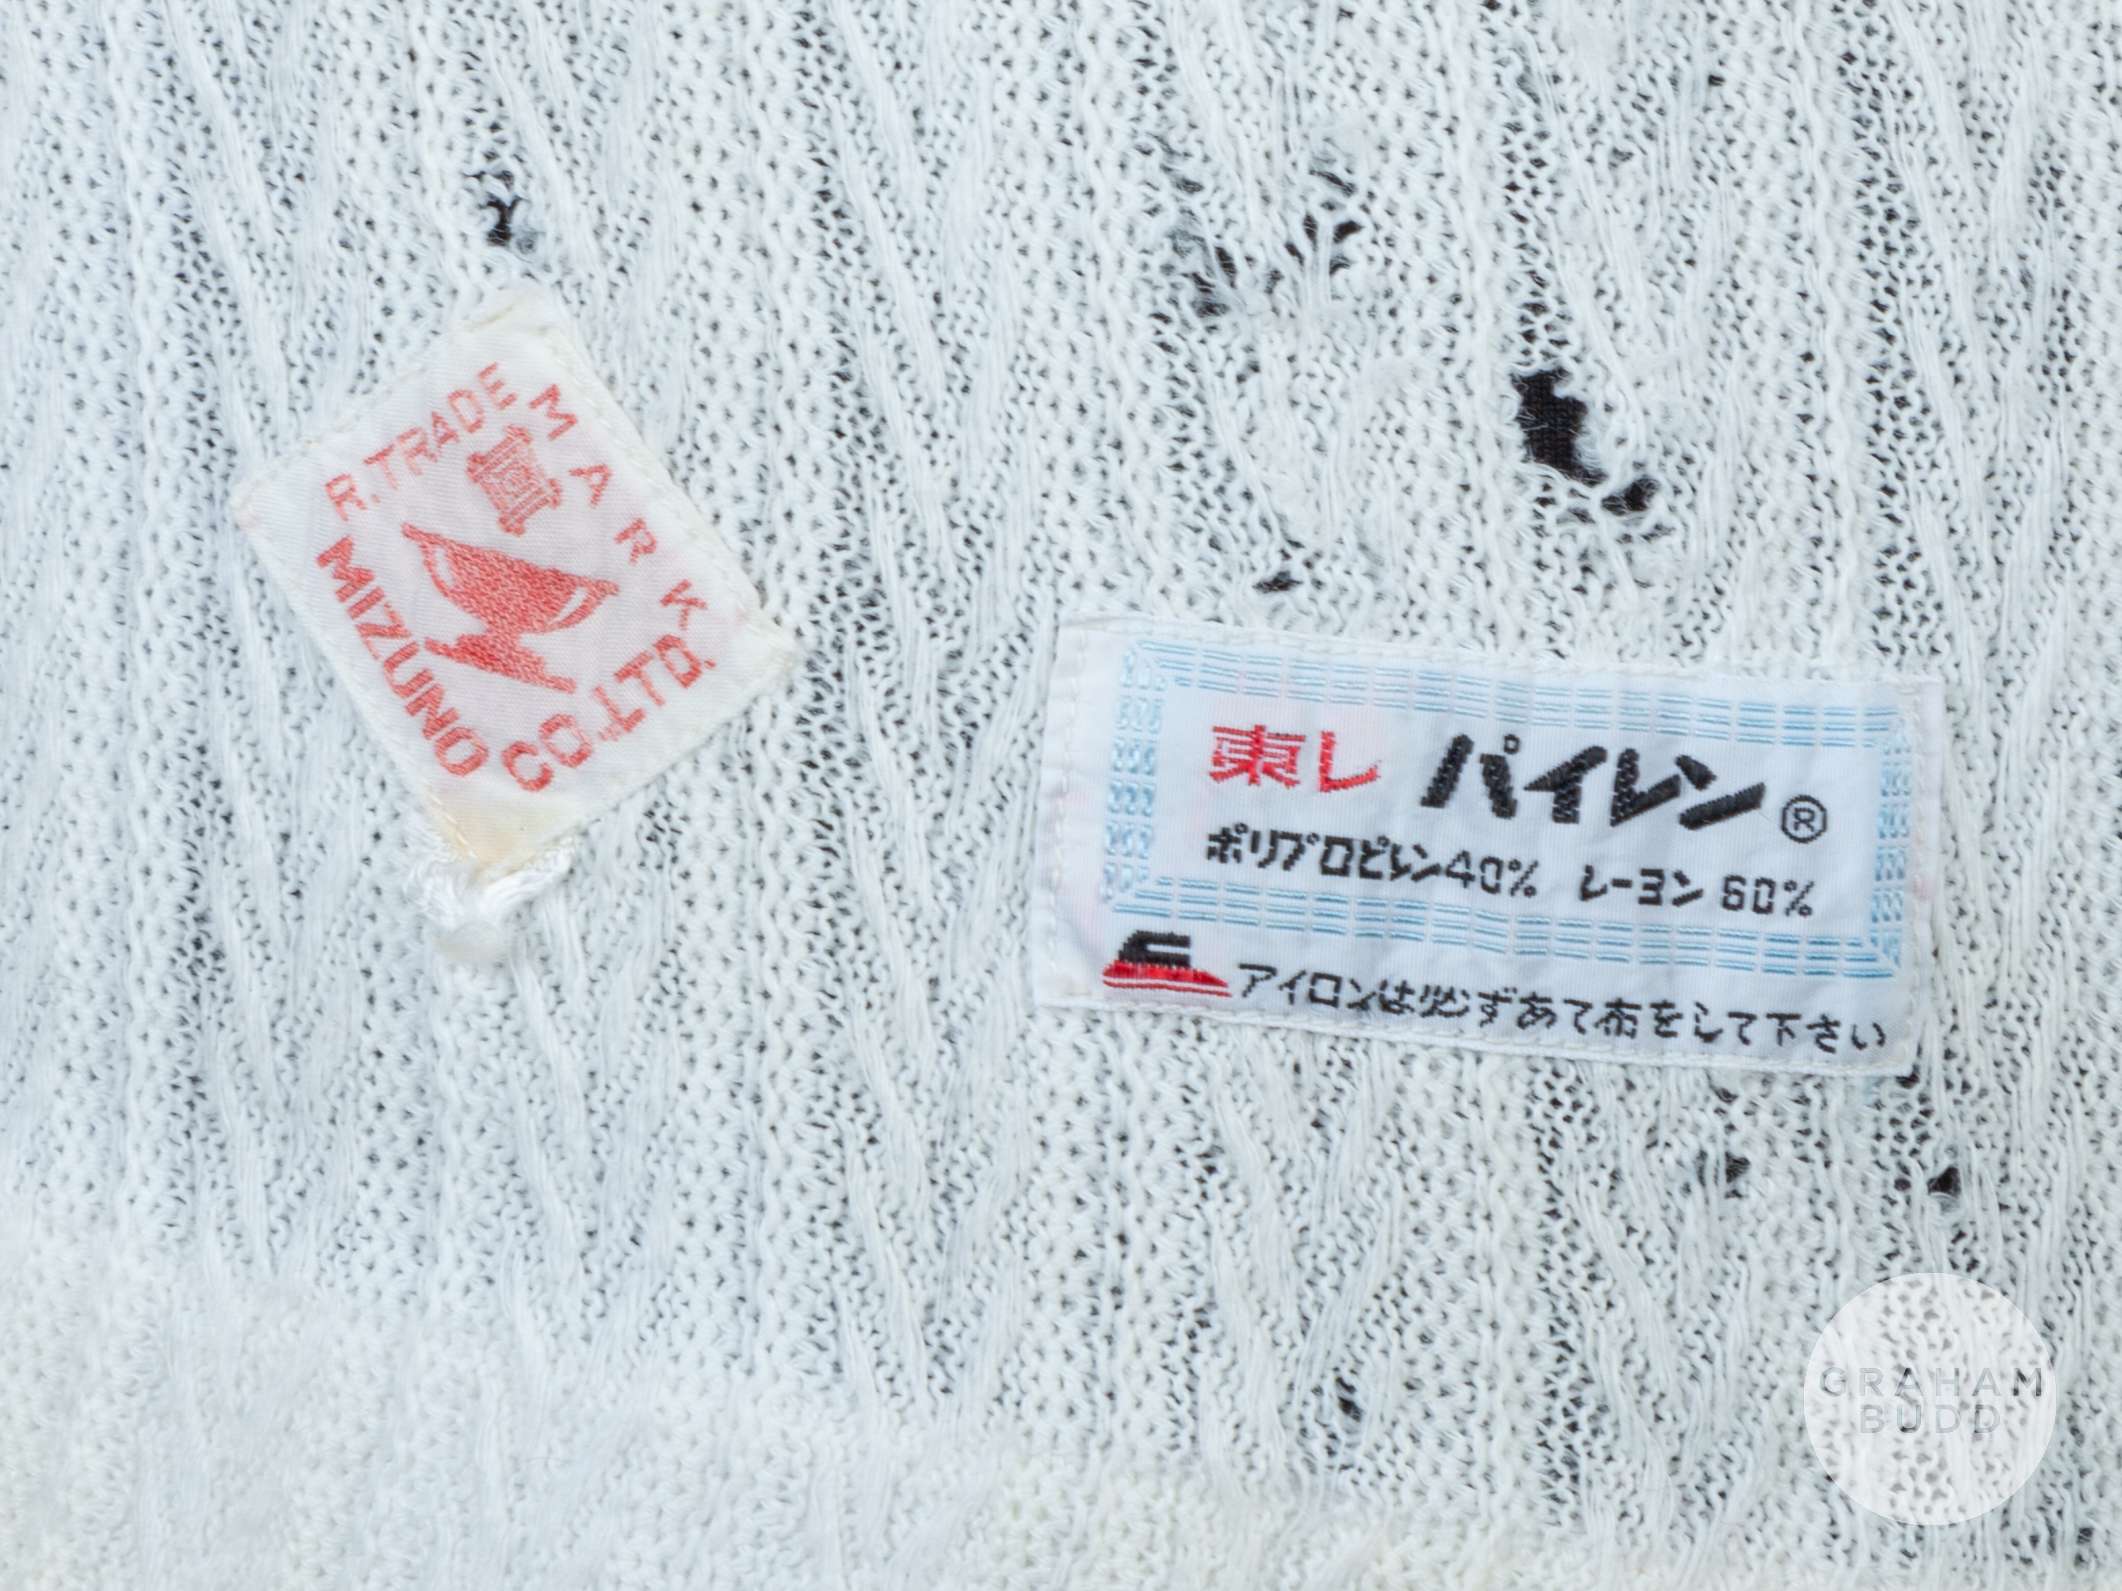 R.TRADE MARK
MIZUNO CO.,LTD.
東レ パイレン®
ポリプロピレン40% レーヨン 60%
アイロンは必ずあて布をして下さい
GRAHAM
BUDD